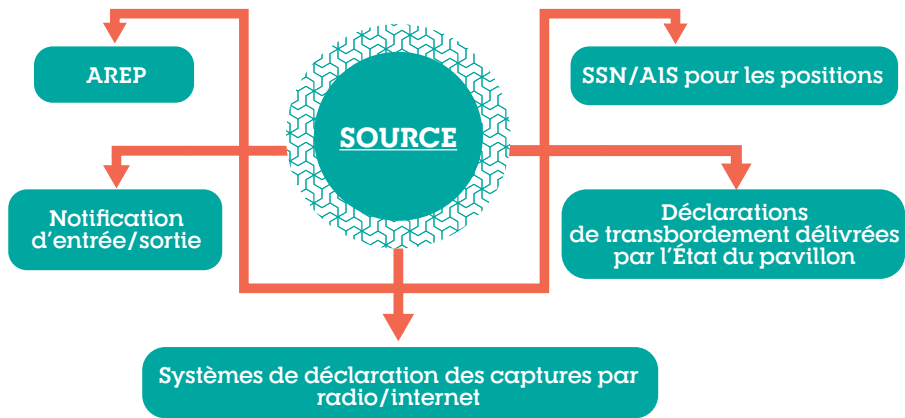 AREP
SOURCE
SSN/AIS pour les positions
Notification
d'entrée/sortie
Déclarations
de transbordement délivrées
par l'État du pavillon
Systèmes de déclaration des captures par
radio/internet